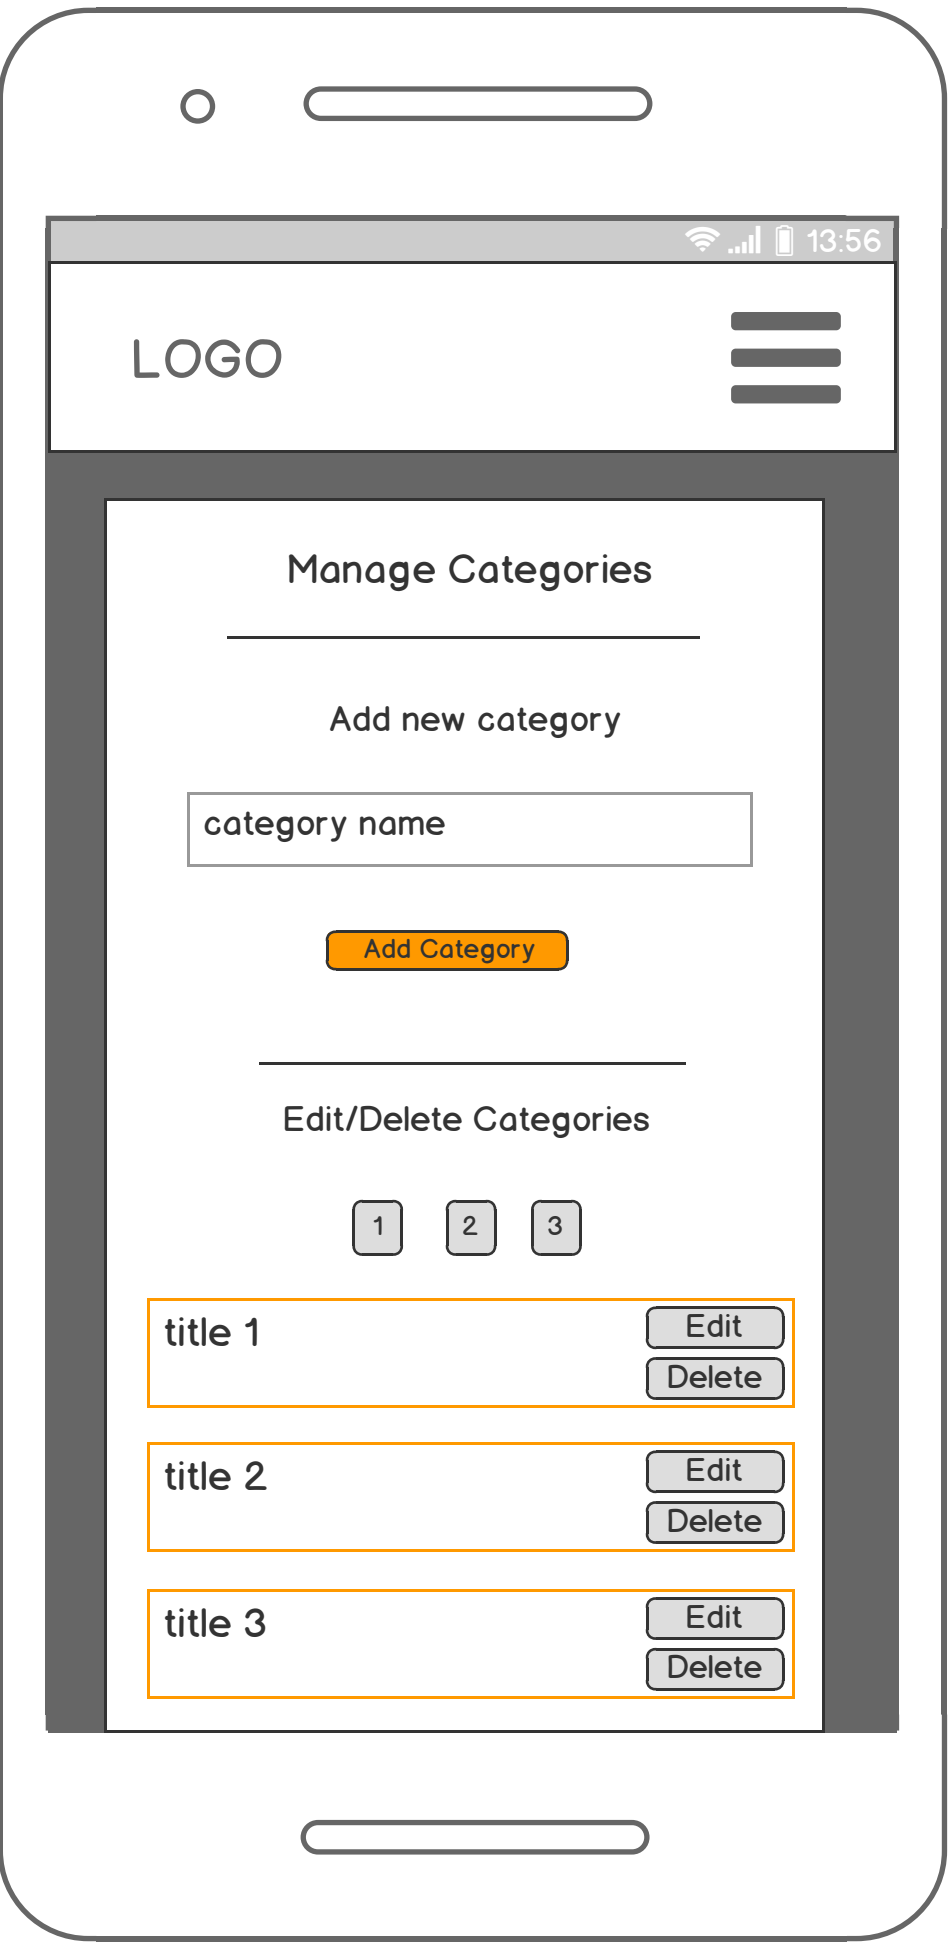 13:56
LOGO
Manage Categories
Add new category
category name
Add Category
Edit/Delete Categories
1 2 3
title 1
Edit
Delete
title 2
Edit
Delete
title 3
Edit
Delete